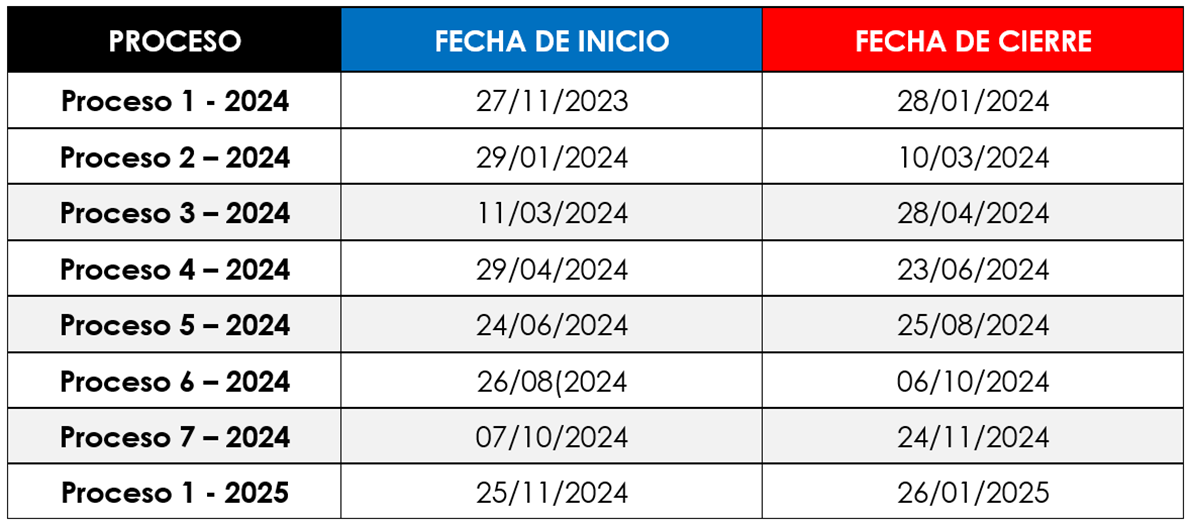 PROCESO FECHA DE INICIO FECHA DE CIERRE
Proceso 1 - 2024 27/11/2023 28/01/2024
Proceso 2 – 2024 29/01/2024 10/03/2024
Proceso 3 – 2024 11/03/2024 28/04/2024
Proceso 4 – 2024 29/04/2024 23/06/2024
Proceso 5 – 2024 24/06/2024 25/08/2024
Proceso 6 – 2024 26/08(2024 06/10/2024
Proceso 7 – 2024 07/10/2024 24/11/2024
Proceso 1 - 2025 25/11/2024 26/01/2025